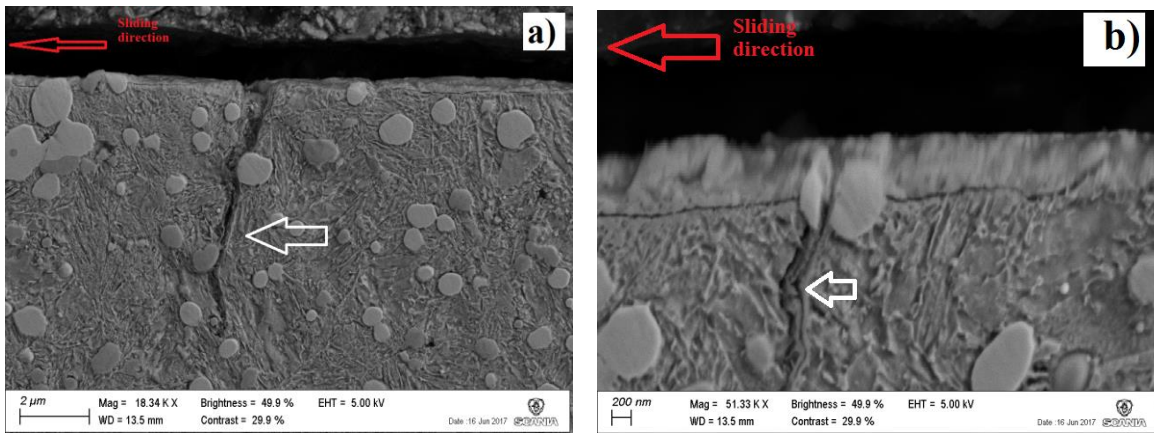 Sliding
direction
a)
2 µm
Mag = 18.34 K X
Brightness = 49.9 %
EHT = 5.00 kV
WD = 13.5 mm
Contrast = 29.9 %
Date :16 Jun 2017
SCANIA
Sliding
direction
b)
200 nm
Mag = 51.33 K X
Brightness = 49.9 %
EHT = 5.00 kV
WD = 13.5 mm
Contrast = 29.9 %
Date :16 Jun 2017
SCANIA